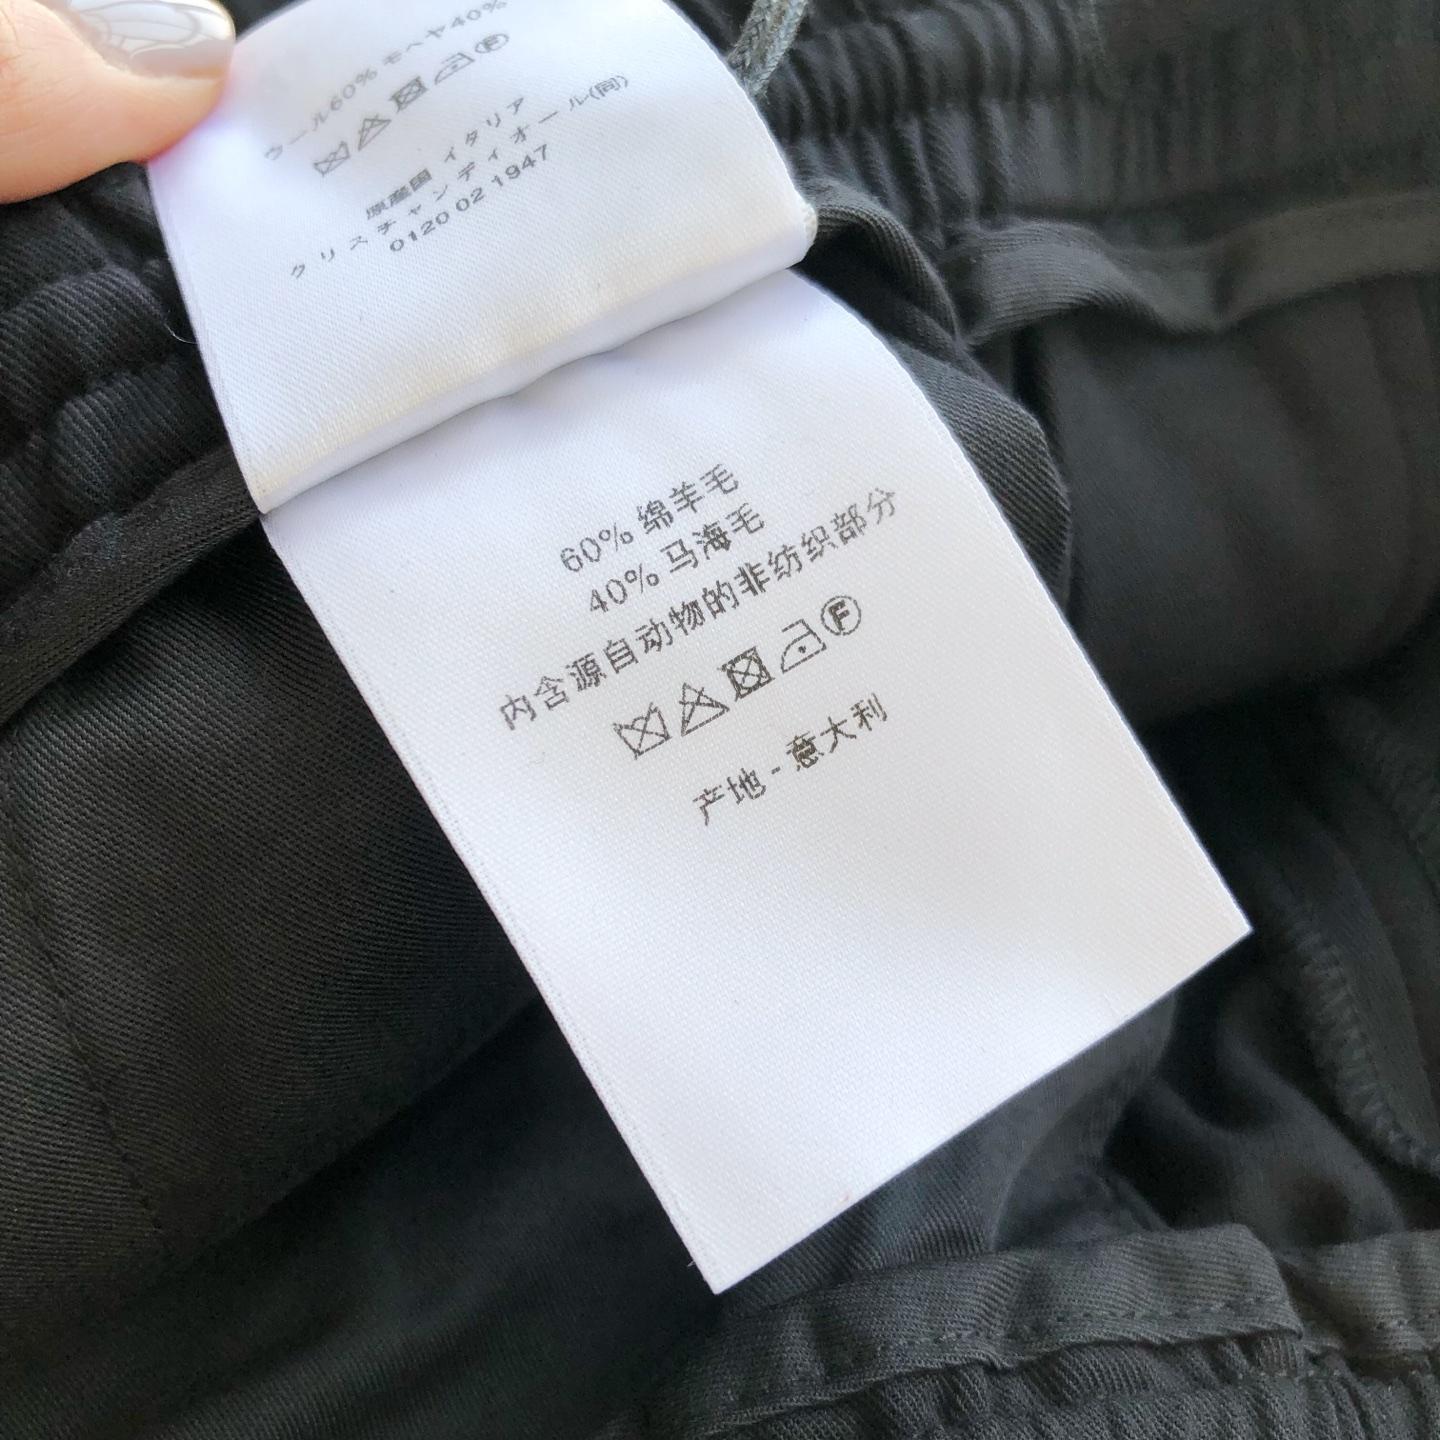 ウール60% モヘヤ40%
原産国 イタリア
クリスチャンディオール(同)
0120 02 1947
60% 绵羊毛
40% 马海毛
内含源自动物的非纺织部分
F
产地 - 意大利